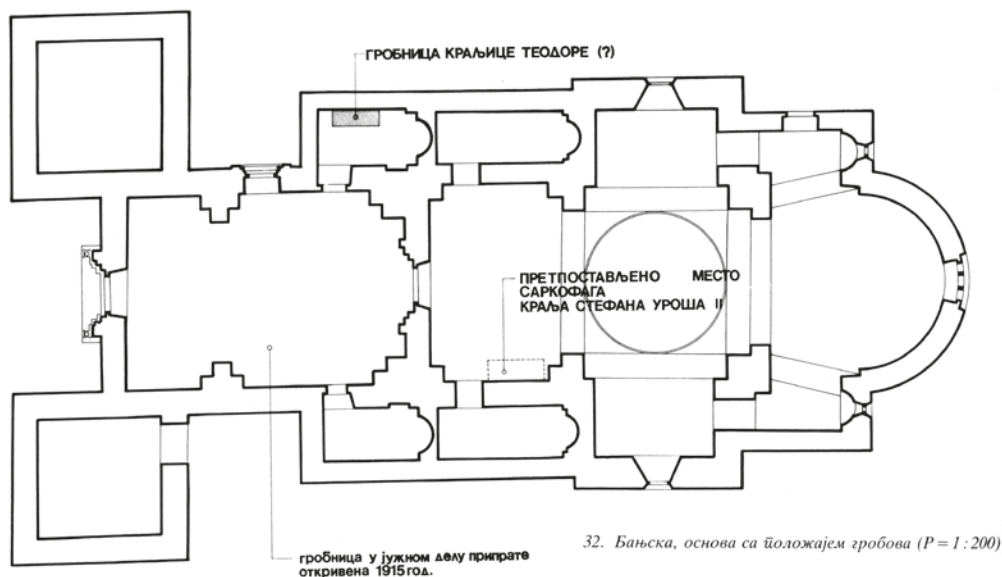 ГРОБНИЦА КРАЉИЦЕ ТЕОДОРЕ (?)
ПРЕТПОСТАВЉЕНО МЕСТО
САРКОФАГА
КРАЉА СТЕФАНА УРОША II
гробница у јужном делу припрате
откривена 1915 год.
32. Бањска, основа са положајем гробова (Р = 1 : 200)